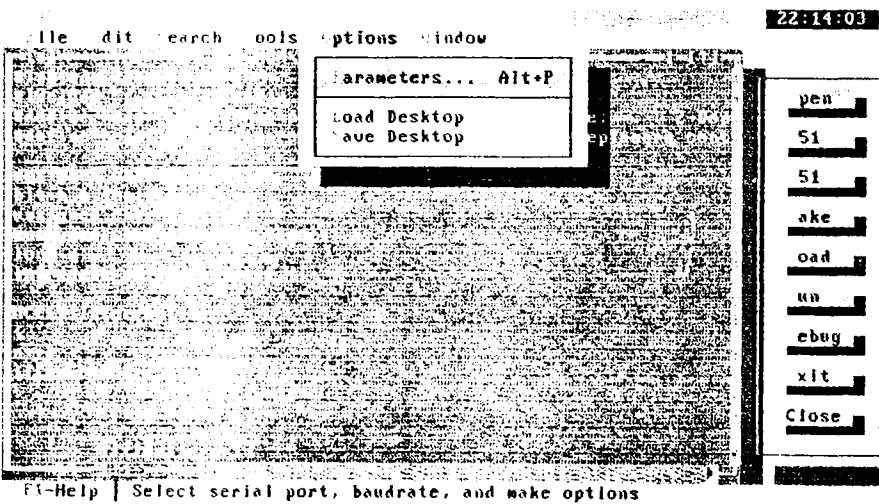 22:14:03
ile dit earch ools options indow
arameters... Alt+P
oad Desktop
ave Desktop
pen
51
51
ake
oad
un
ebug
xit
Close
F1-Help | Select serial port, baudrate, and make options